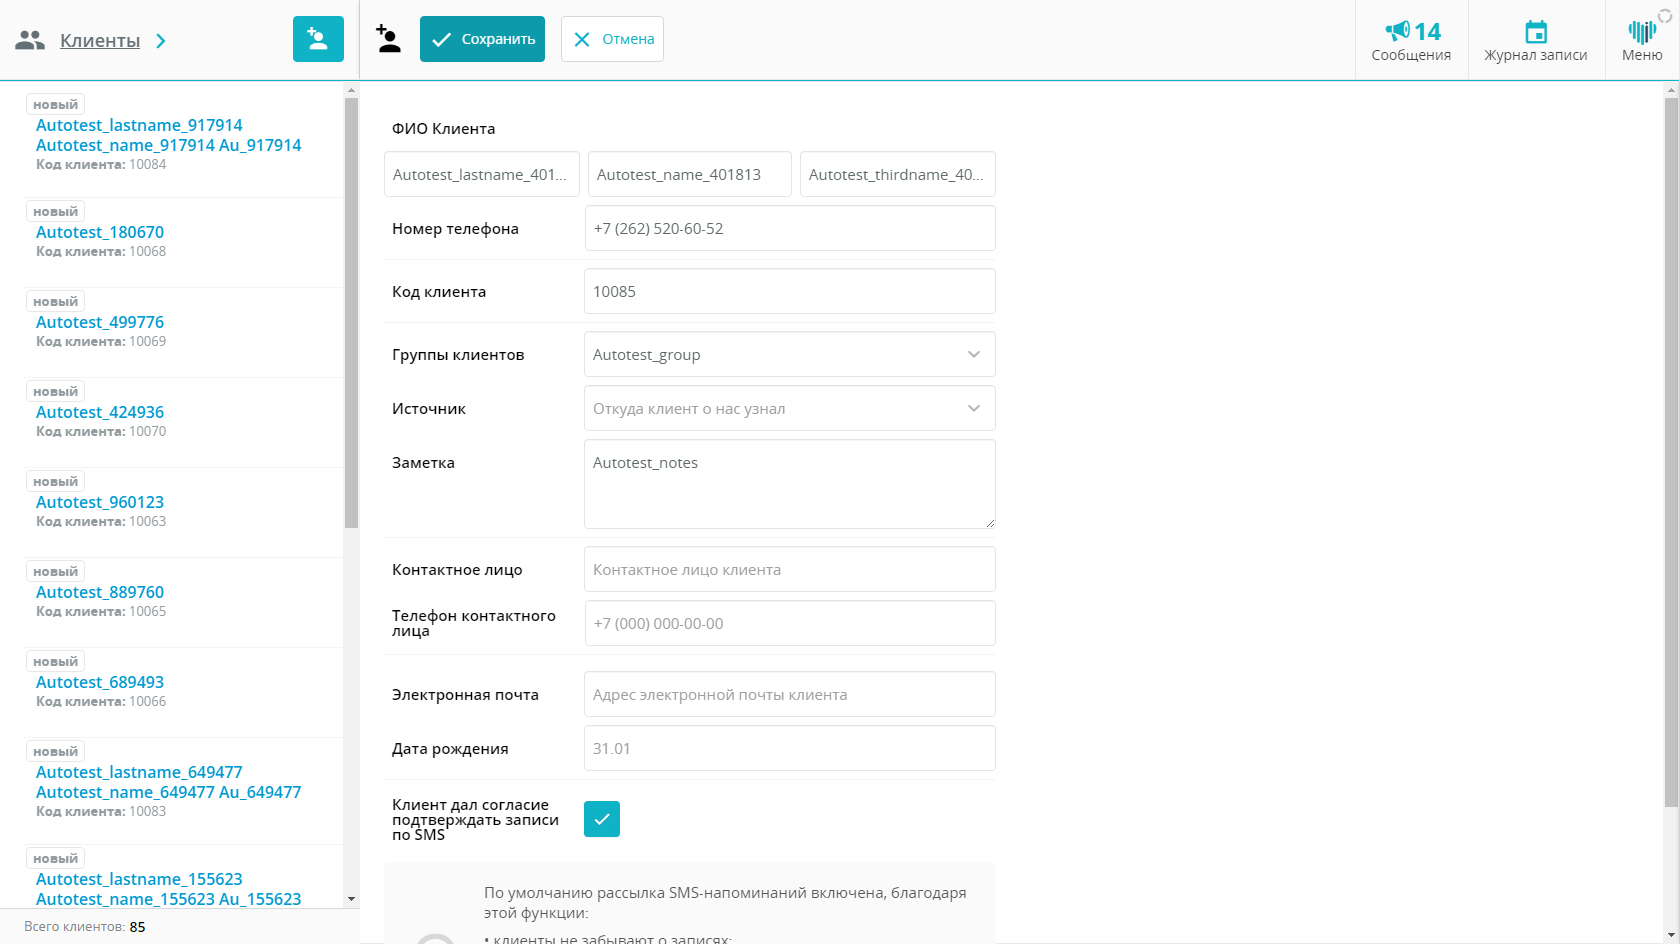 Клиенты
Сохранить
Отмена
14
Сообщения
Журнал записи
Меню
новый
Autotest_lastname_917914
Autotest_name_917914 Au_917914
Код клиента: 10084
новый
Autotest_180670
Код клиента: 10068
новый
Autotest_499776
Код клиента: 10069
новый
Autotest_424936
Код клиента: 10070
новый
Autotest_960123
Код клиента: 10063
новый
Autotest_889760
Код клиента: 10065
новый
Autotest_689493
Код клиента: 10066
новый
Autotest_lastname_649477
Autotest_name_649477 Au_649477
Код клиента: 10083
новый
Autotest_lastname_155623
Autotest_name_155623 Au_155623
Всего клиентов: 85
ФИО Клиента
Autotest_lastname_401...
Autotest_name_401813
Autotest_thirdname_40...
Номер телефона
+7 (262) 520-60-52
Код клиента
10085
Группы клиентов
Autotest_group
Источник
Откуда клиент о нас узнал
Заметка
Autotest_notes
Контактное лицо
Контактное лицо клиента
Телефон контактного
лица
+7 (000) 000-00-00
Электронная почта
Адрес электронной почты клиента
Дата рождения
31.01
Клиент дал согласие
подтверждать записи
по SMS
По умолчанию рассылка SMS-напоминаний включена, благодаря
этой функции:
• клиенты не забывают о записях;